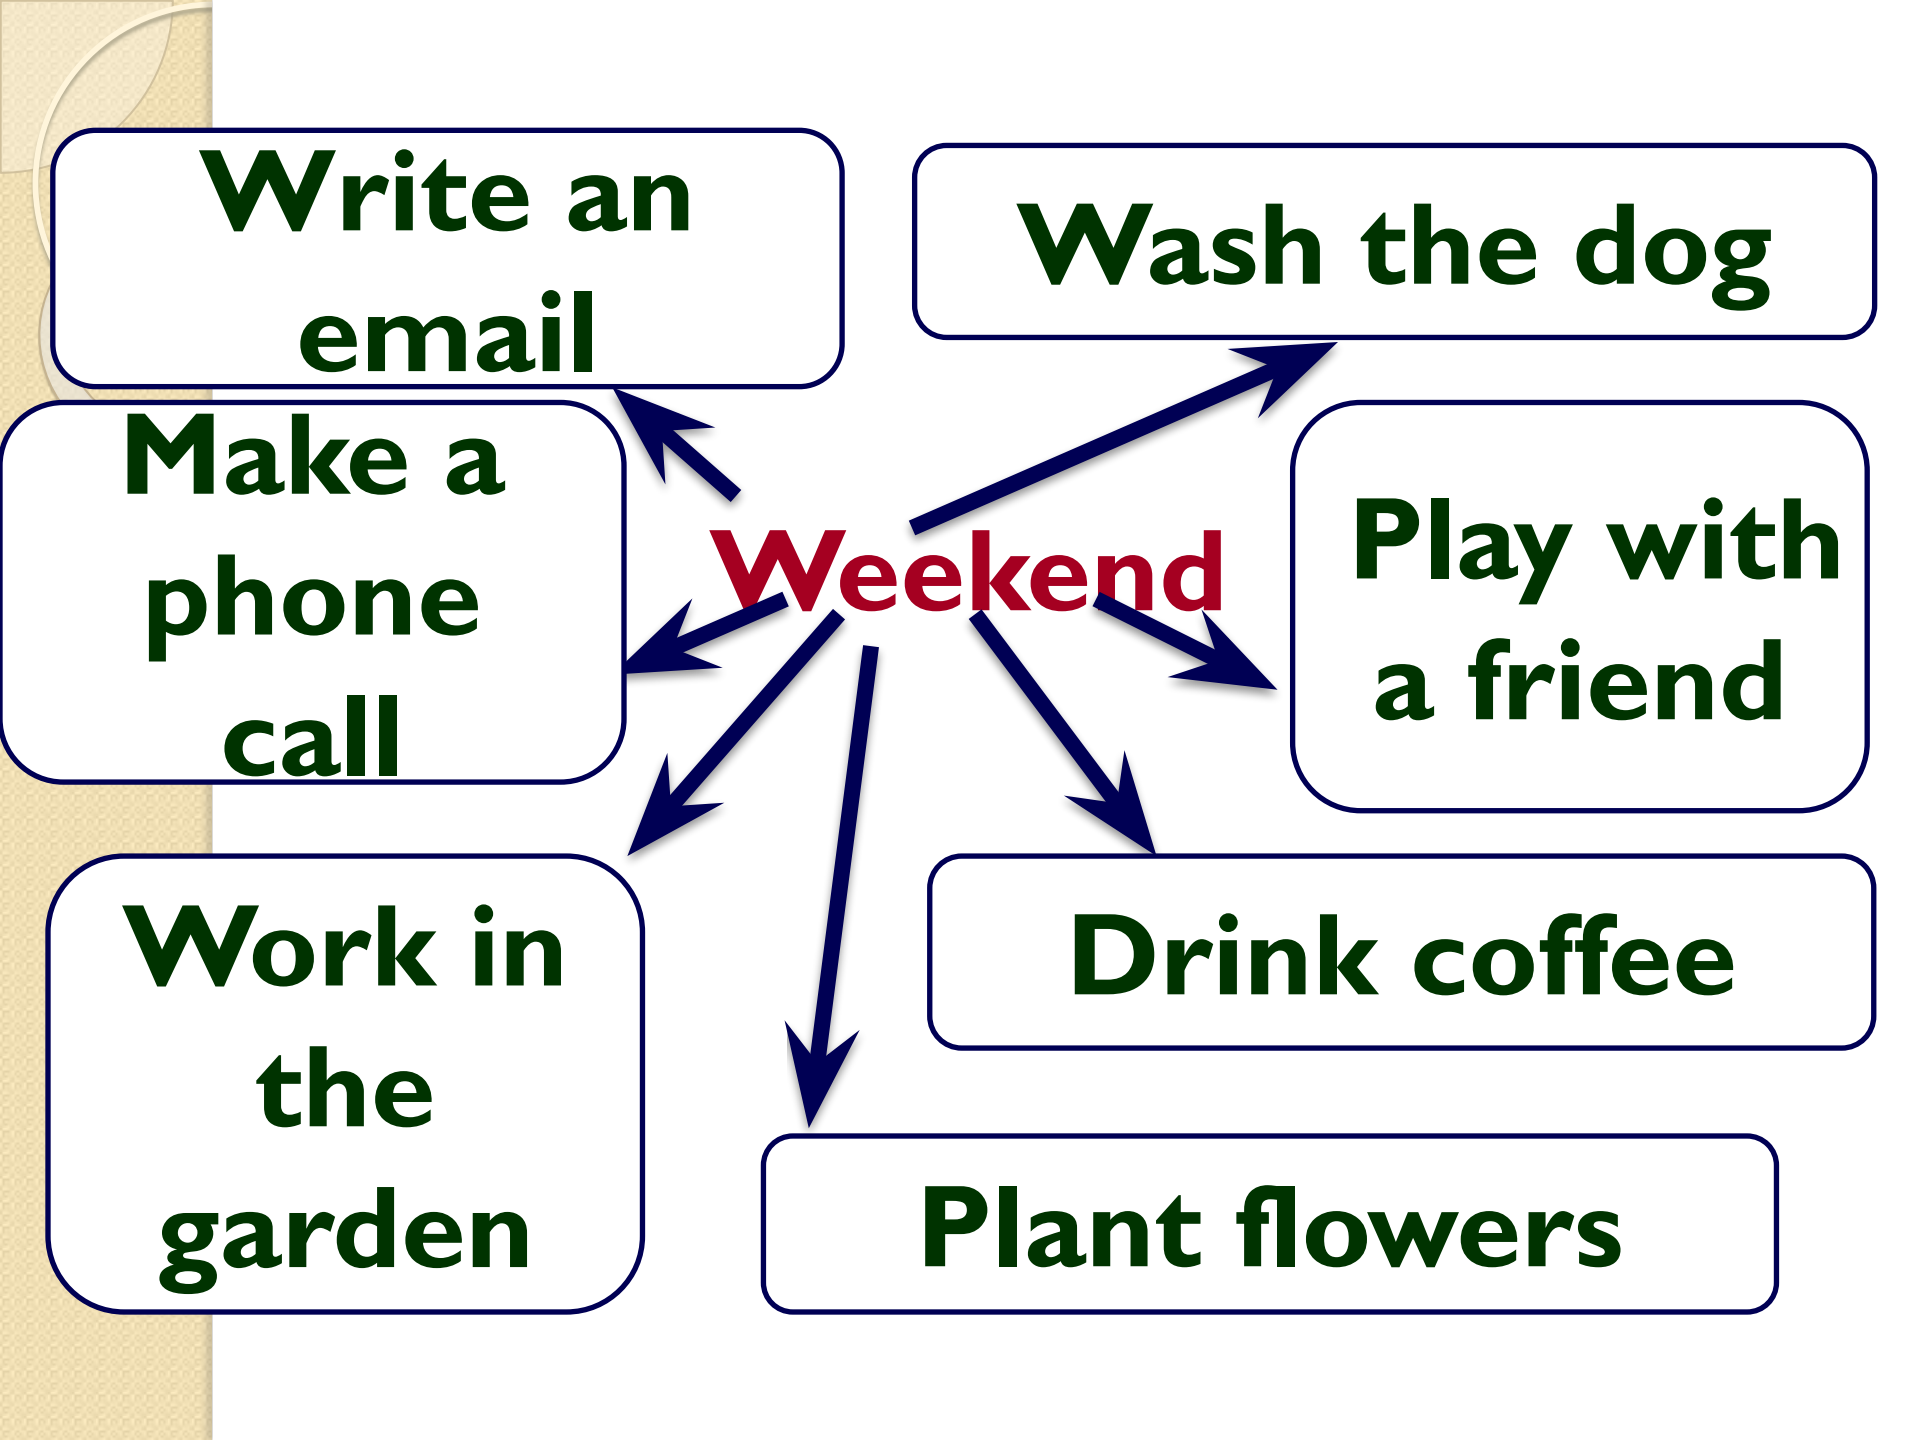 Write an
email
Wash the dog
Make a
phone
call
Weekend
Play with
a friend
Work in
the
garden
Drink coffee
Plant flowers